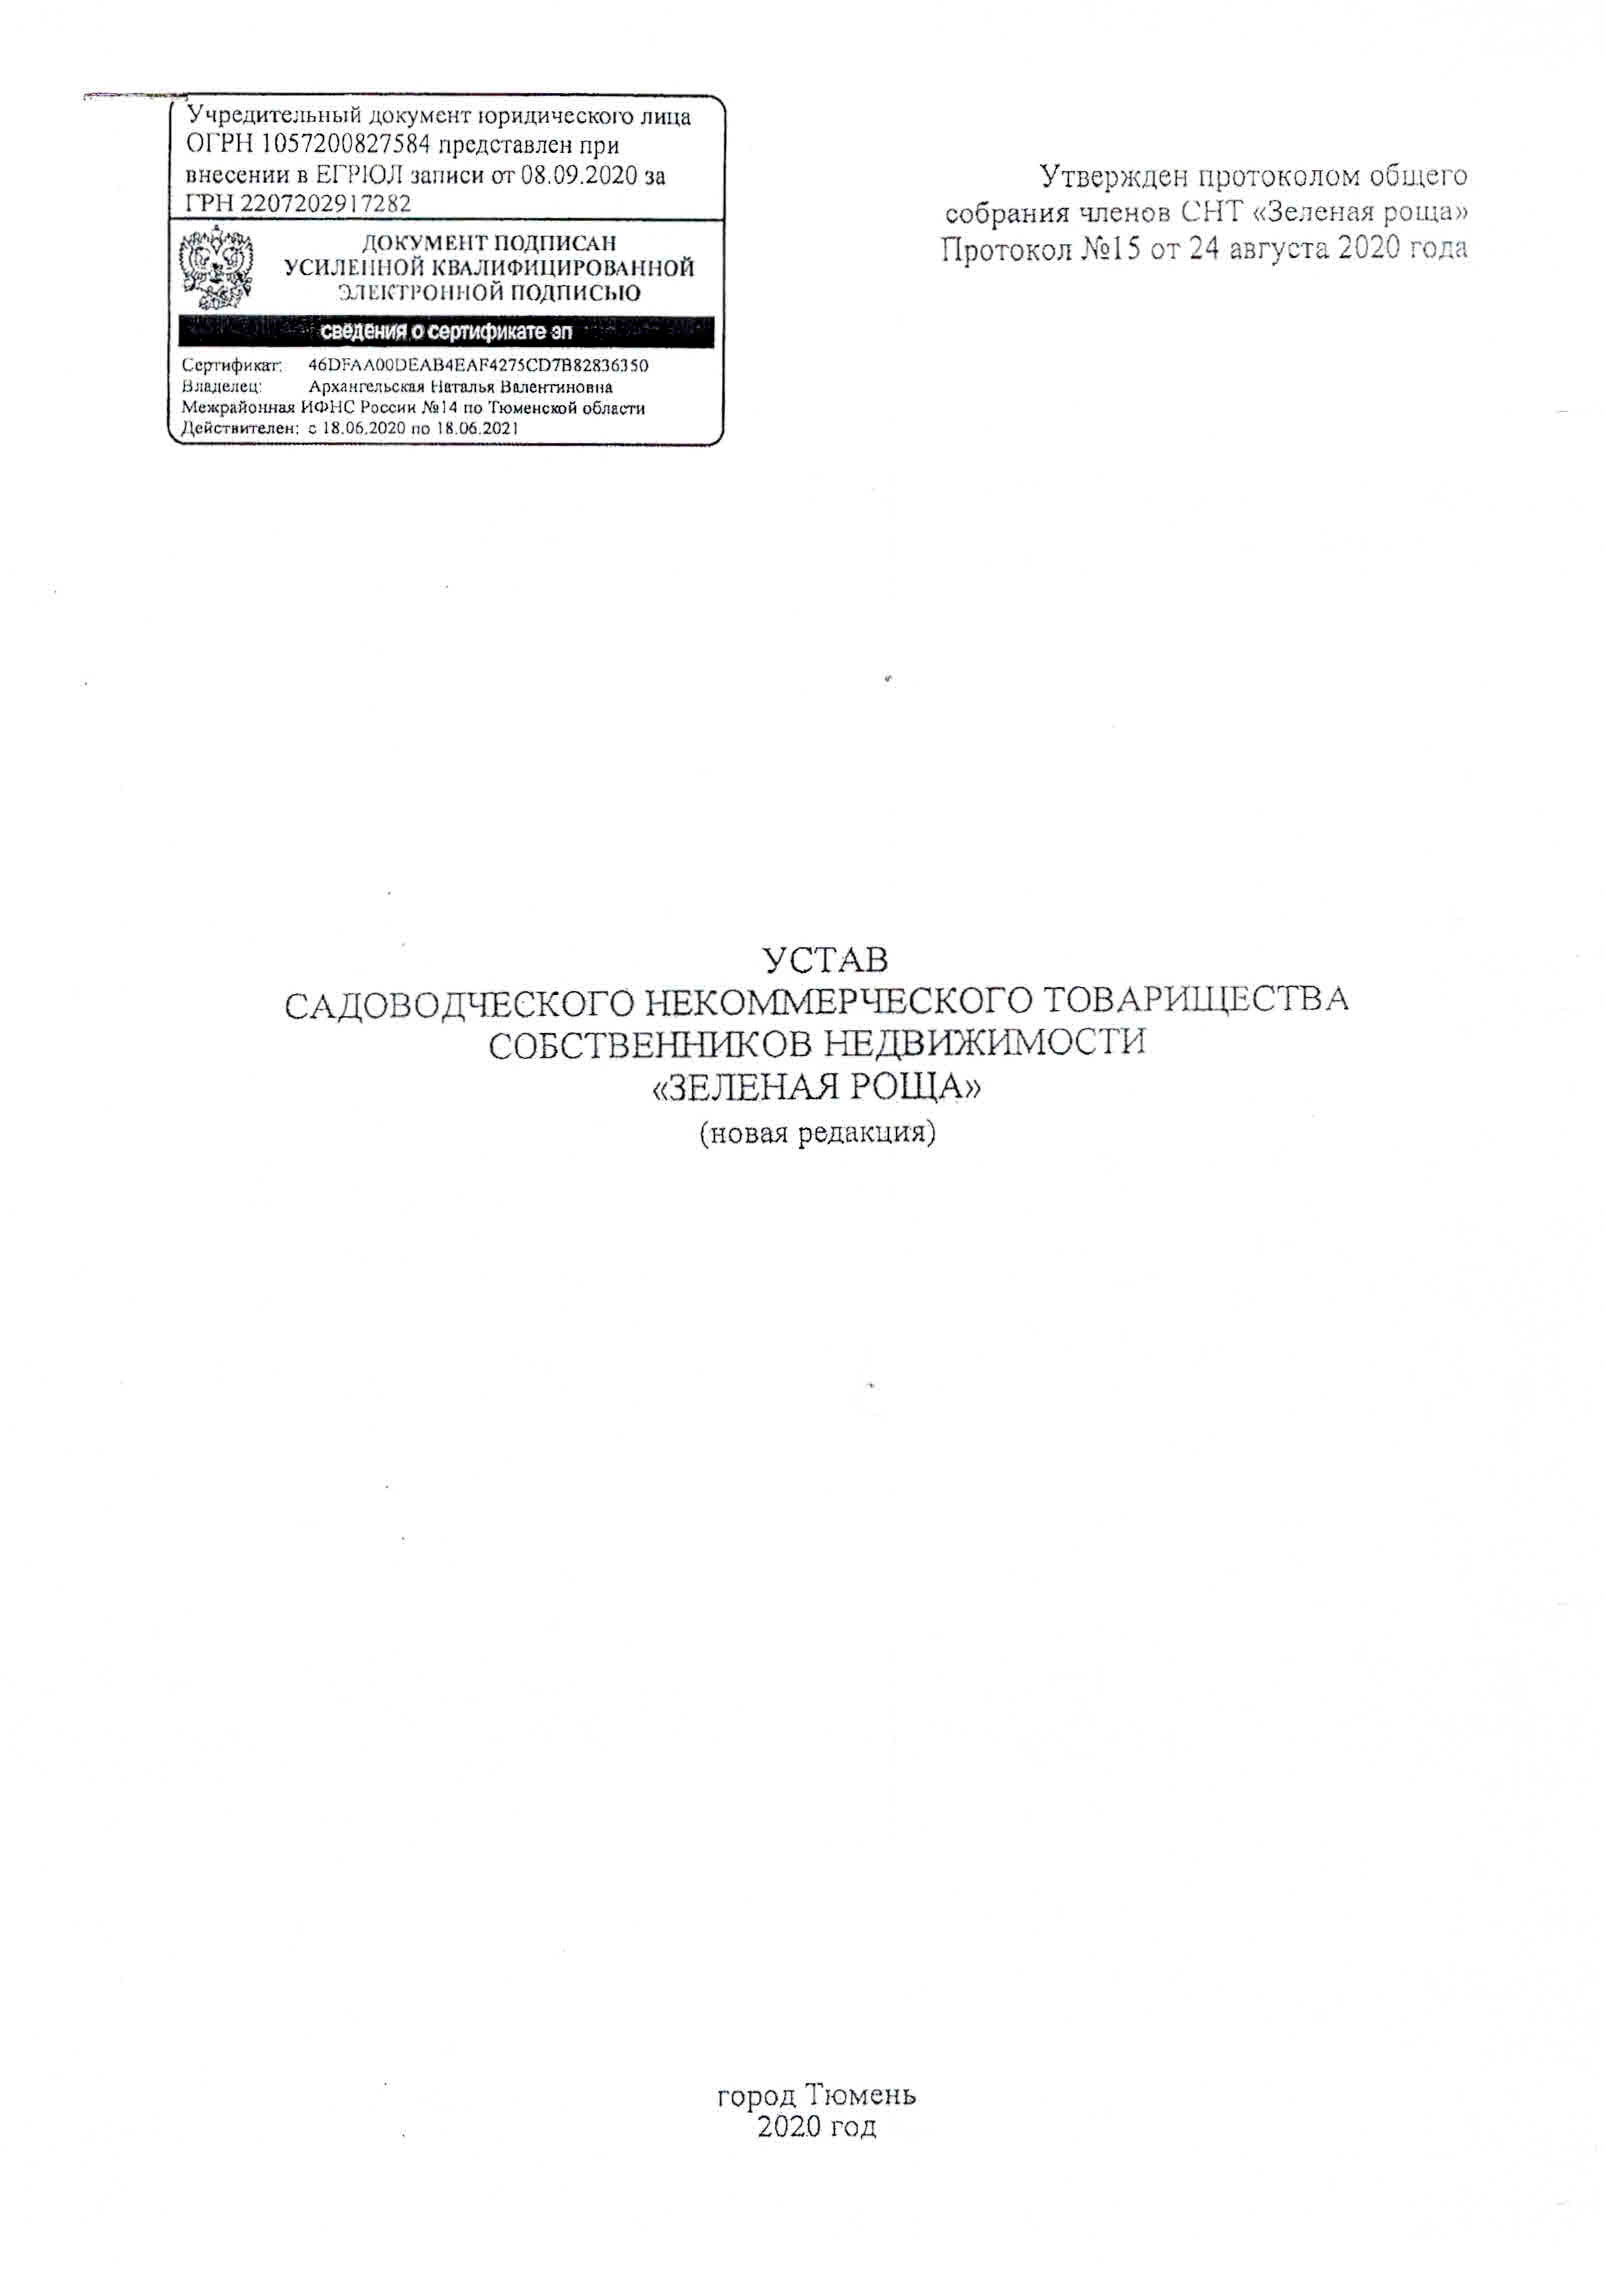 Учредительный документ юридического лица
ОГРН 1057200827584 представлен при
внесении в ЕГРЮЛ записи от 08.09.2020 за
ГРН 2207202917282
ДОКУМЕНТ ПОДПИСАН
УСИЛЕННОЙ КВАЛИФИЦИРОВАННОЙ
ЭЛЕКТРОННОЙ ПОДПИСЬЮ
сведения о сертификате эп
Сертификат: 46DFAA00DEAB4EAF4275CD7B82836350
Владелец: Архангельская Наталья Валентиновна
Межрайонная ИФНС России №14 по Тюменской области
Действителен: с 18.06.2020 по 18.06.2021
Утвержден протоколом общего
собрания членов СНТ «Зеленая роща»
Протокол №15 от 24 августа 2020 года
УСТАВ
САДОВОДЧЕСКОГО НЕКОММЕРЧЕСКОГО ТОВАРИЩЕСТВА
СОБСТВЕННИКОВ НЕДВИЖИМОСТИ
«ЗЕЛЕНАЯ РОЩА»
(новая редакция)
город Тюмень
2020 год